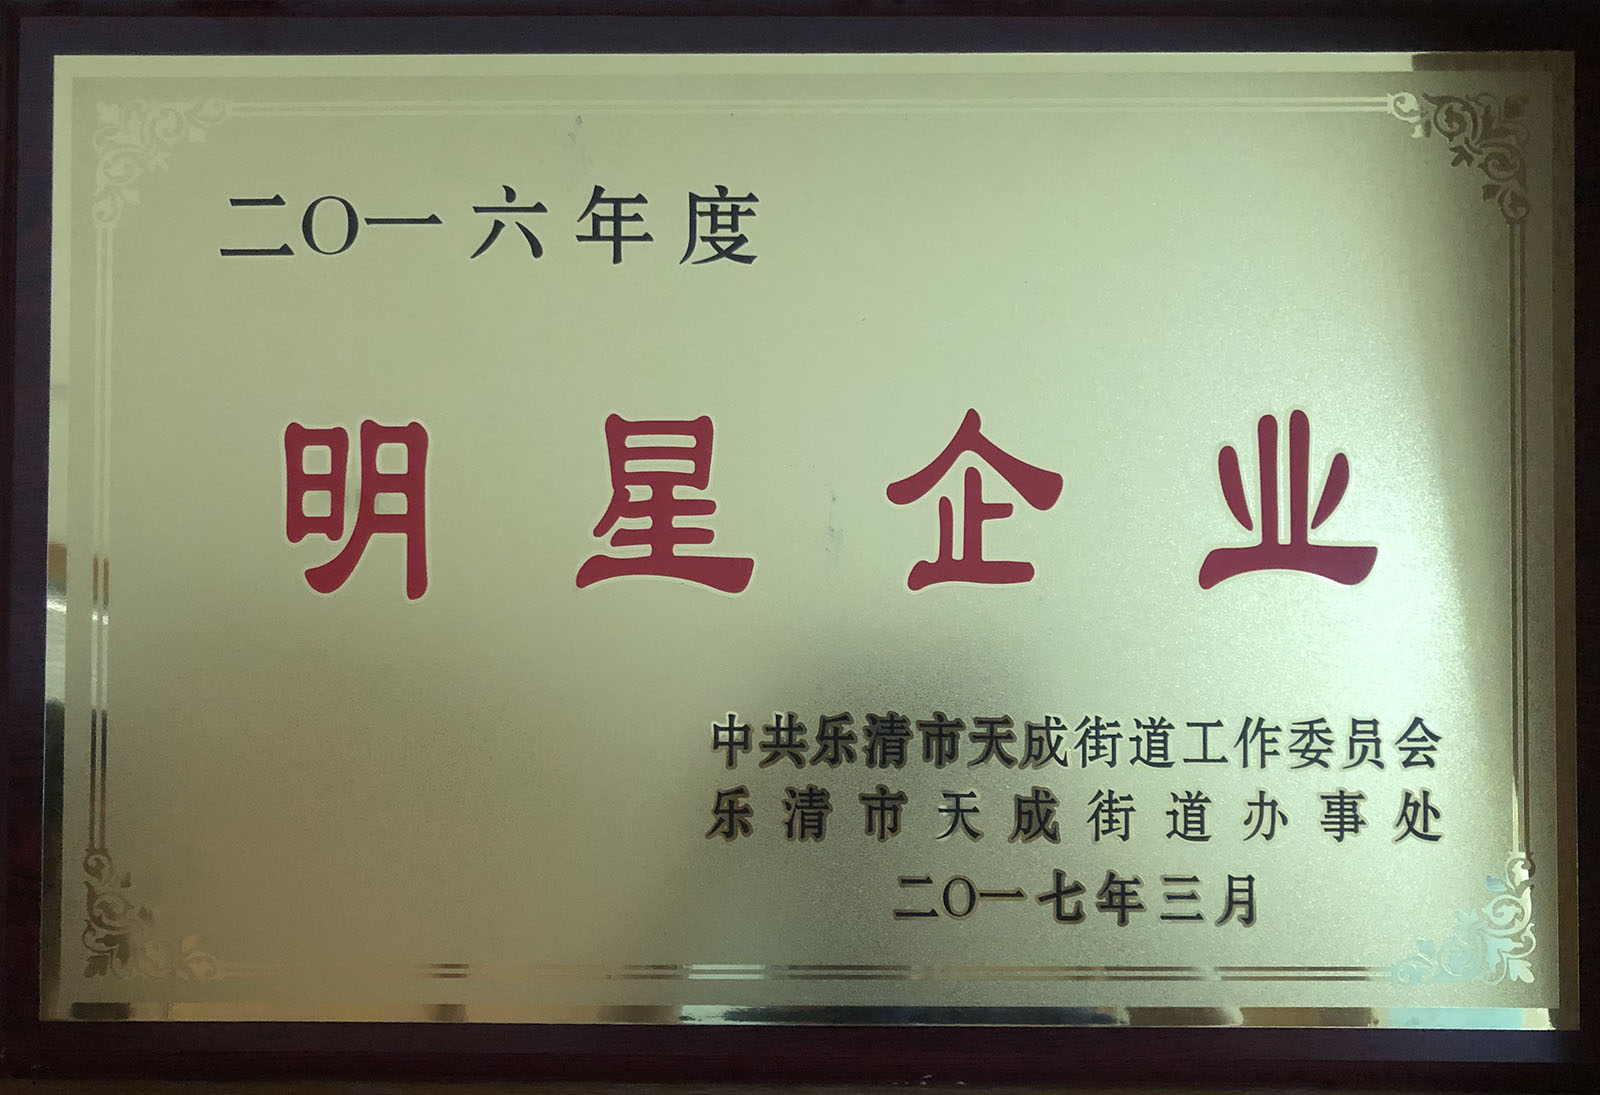 二〇一六年度
明星企业
中共乐清市天成街道工作委员会
乐清市天成街道办事处
二〇一七年三月